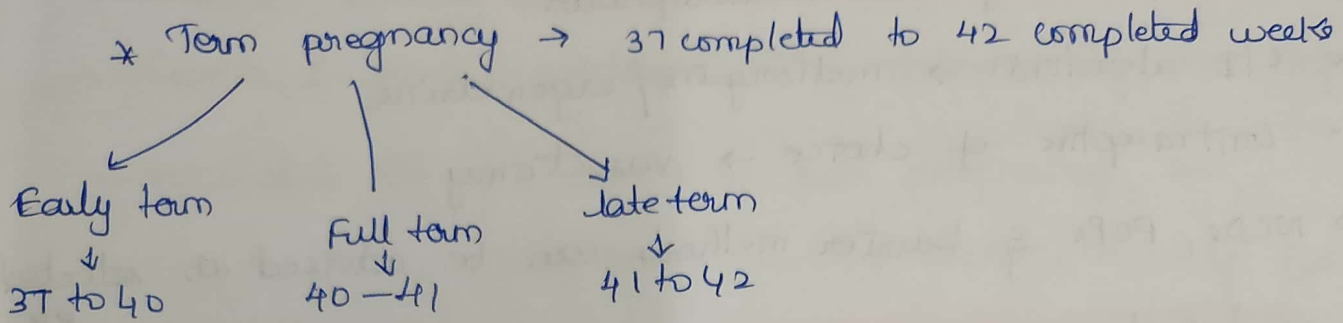 * Term pregnancy → 37 completed to 42 completed weeks
Early term
Full term
late term
↓
↓
↓
37 to 40
40 – 41
41 to 42